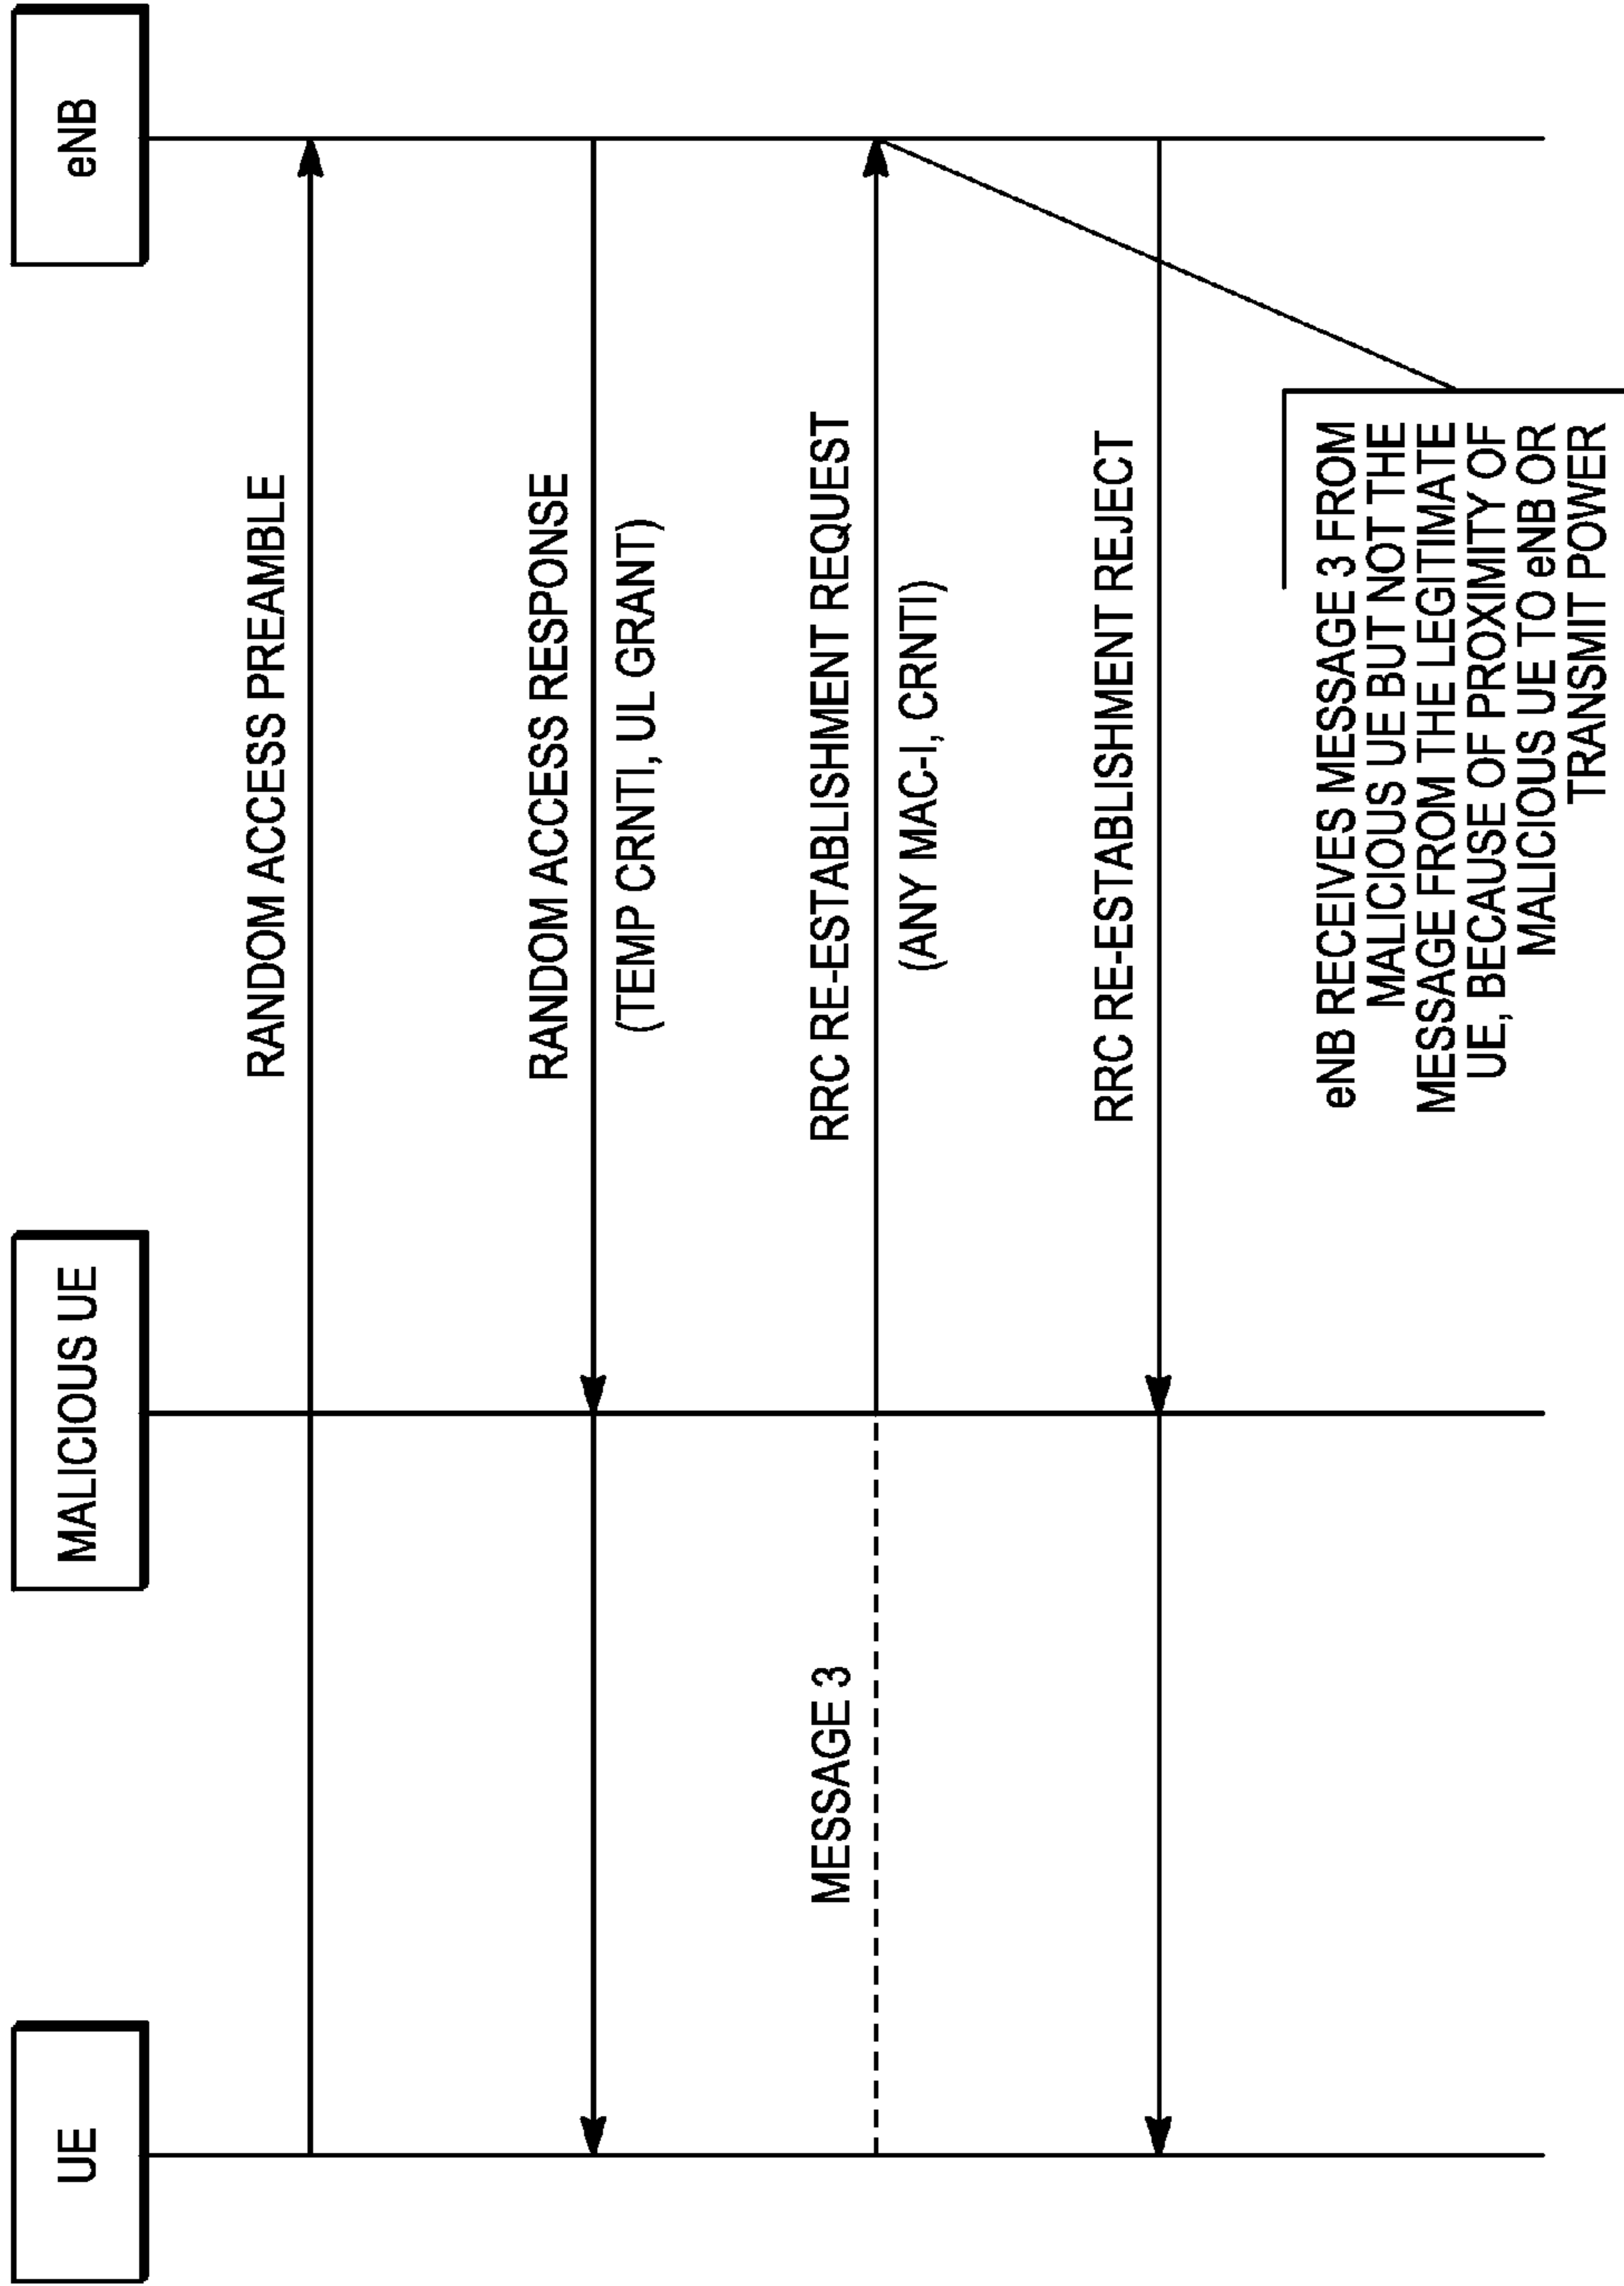 UE
MALICIOUS UE
eNB
RANDOM ACCESS PREAMBLE
RANDOM ACCESS RESPONSE
(TEMP CRNTI, UL GRANT)
MESSAGE 3
RRC RE-ESTABLISHMENT REQUEST
(ANY MAC-I, CRNTI)
RRC RE-ESTABLISHMENT REJECT
eNB RECEIVES MESSAGE 3 FROM
MALICIOUS UE BUT NOT THE
MESSAGE FROM THE LEGITIMATE
UE, BECAUSE OF PROXIMITY OF
MALICIOUS UE TO eNB OR
TRANSMIT POWER